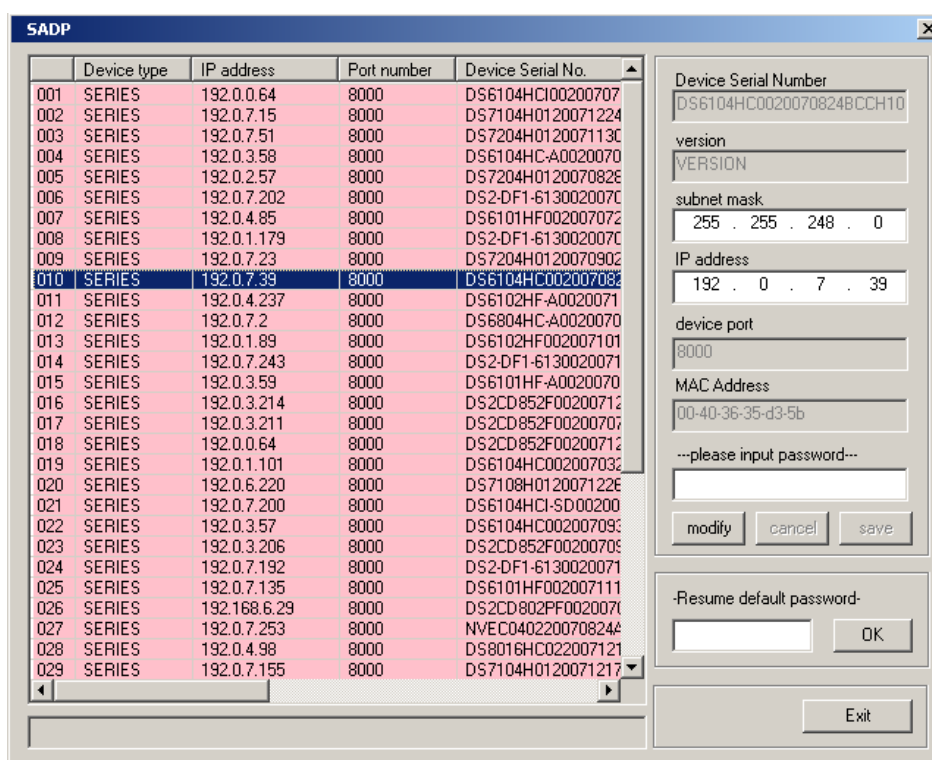 SADP
Device type IP address Port number Device Serial No.
001 SERIES 192.0.0.64 8000 DS6104HCI00200707
002 SERIES 192.0.7.15 8000 DS7104H0120071224
003 SERIES 192.0.7.51 8000 DS7204H012007113C
004 SERIES 192.0.3.58 8000 DS6104HC-A0020070
005 SERIES 192.0.2.57 8000 DS7204H0120070828
006 SERIES 192.0.7.202 8000 DS2-DF1-613002007C
007 SERIES 192.0.4.85 8000 DS6101HF002007072
008 SERIES 192.0.1.179 8000 DS2-DF1-613002007C
009 SERIES 192.0.7.23 8000 DS7204H0120070902
010 SERIES 192.0.7.39 8000 DS6104HC002007082
011 SERIES 192.0.4.237 8000 DS6102HF-A0020071
012 SERIES 192.0.7.2 8000 DS6804HC-A0020070
013 SERIES 192.0.1.89 8000 DS6102HF002007101
014 SERIES 192.0.7.243 8000 DS2-DF1-6130020071
015 SERIES 192.0.3.59 8000 DS6101HF-A0020070
016 SERIES 192.0.3.214 8000 DS2CD852F00200712
017 SERIES 192.0.3.211 8000 DS2CD852F00200707
018 SERIES 192.0.0.64 8000 DS2CD852F00200712
019 SERIES 192.0.1.101 8000 DS6104HC002007032
020 SERIES 192.0.6.220 8000 DS7108H0120071226
021 SERIES 192.0.7.200 8000 DS6104HCI-SD00200
022 SERIES 192.0.3.57 8000 DS6104HC002007093
023 SERIES 192.0.3.206 8000 DS2CD852F00200709
024 SERIES 192.0.7.192 8000 DS2-DF1-6130020071
025 SERIES 192.0.7.135 8000 DS6101HF002007111
026 SERIES 192.168.6.29 8000 DS2CD802PF0020070
027 SERIES 192.0.7.253 8000 NVEC040220070824A
028 SERIES 192.0.4.98 8000 DS8016HC022007121
029 SERIES 192.0.7.155 8000 DS7104H0120071217
Device Serial Number
DS6104HC0020070824BCCH10
version
VERSION
subnet mask
255 . 255 . 248 . 0
IP address
192 . 0 . 7 . 39
device port
8000
MAC Address
00-40-36-35-d3-5b
---please input password---
modify cancel save
-Resume default password-
OK
Exit